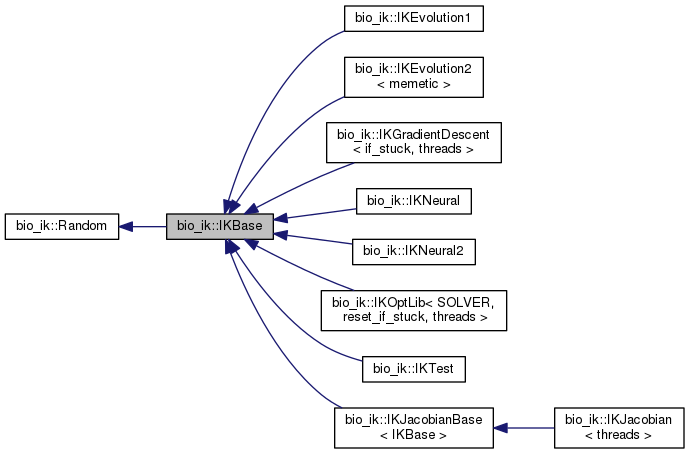 bio_ik::IKEvolution1
bio_ik::IKEvolution2
< memetic >
bio_ik::IKGradientDescent
< if_stuck, threads >
bio_ik::IKNeural
bio_ik::Random
bio_ik::IKBase
bio_ik::IKNeural2
bio_ik::IKOptLib< SOLVER,
reset_if_stuck, threads >
bio_ik::IKTest
bio_ik::IKJacobianBase
< IKBase >
bio_ik::IKJacobian
< threads >